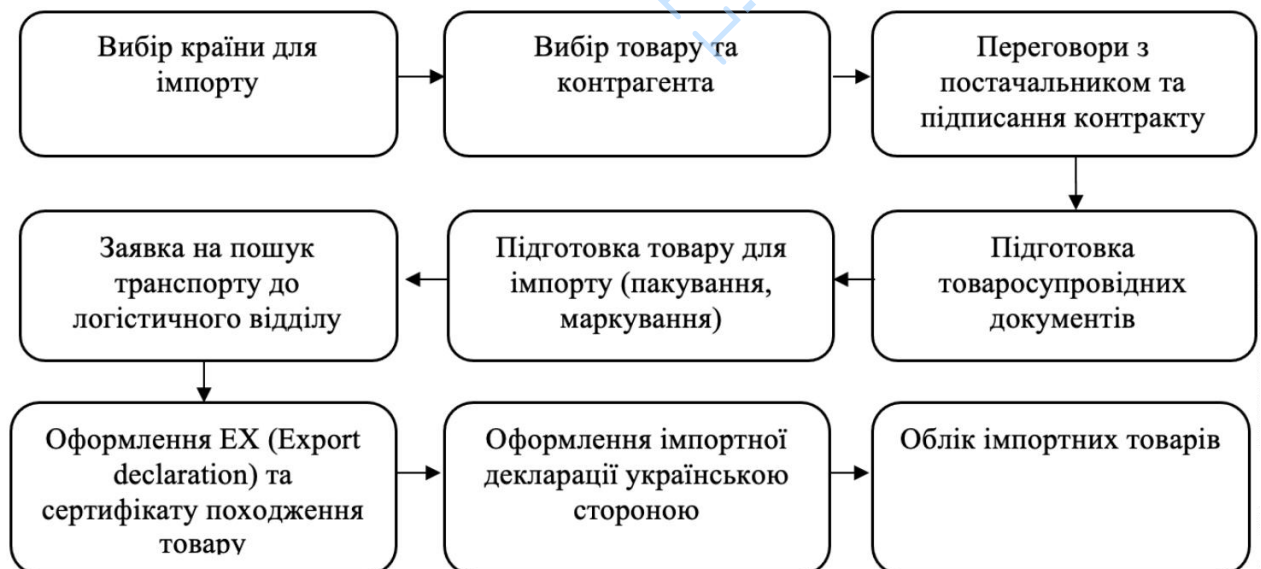 Вибір країни для
імпорту
Вибір товару та
контрагента
Переговори з
постачальником та
підписання контракту
Заявка на пошук
транспорту до
логістичного відділу
Підготовка товару для
імпорту (пакування,
маркування)
Підготовка
товаросупровідних
документів
Оформлення EX (Export
declaration) та
сертифікату походження
товару
Оформлення імпортної
декларації українською
стороною
Облік імпортних товарів